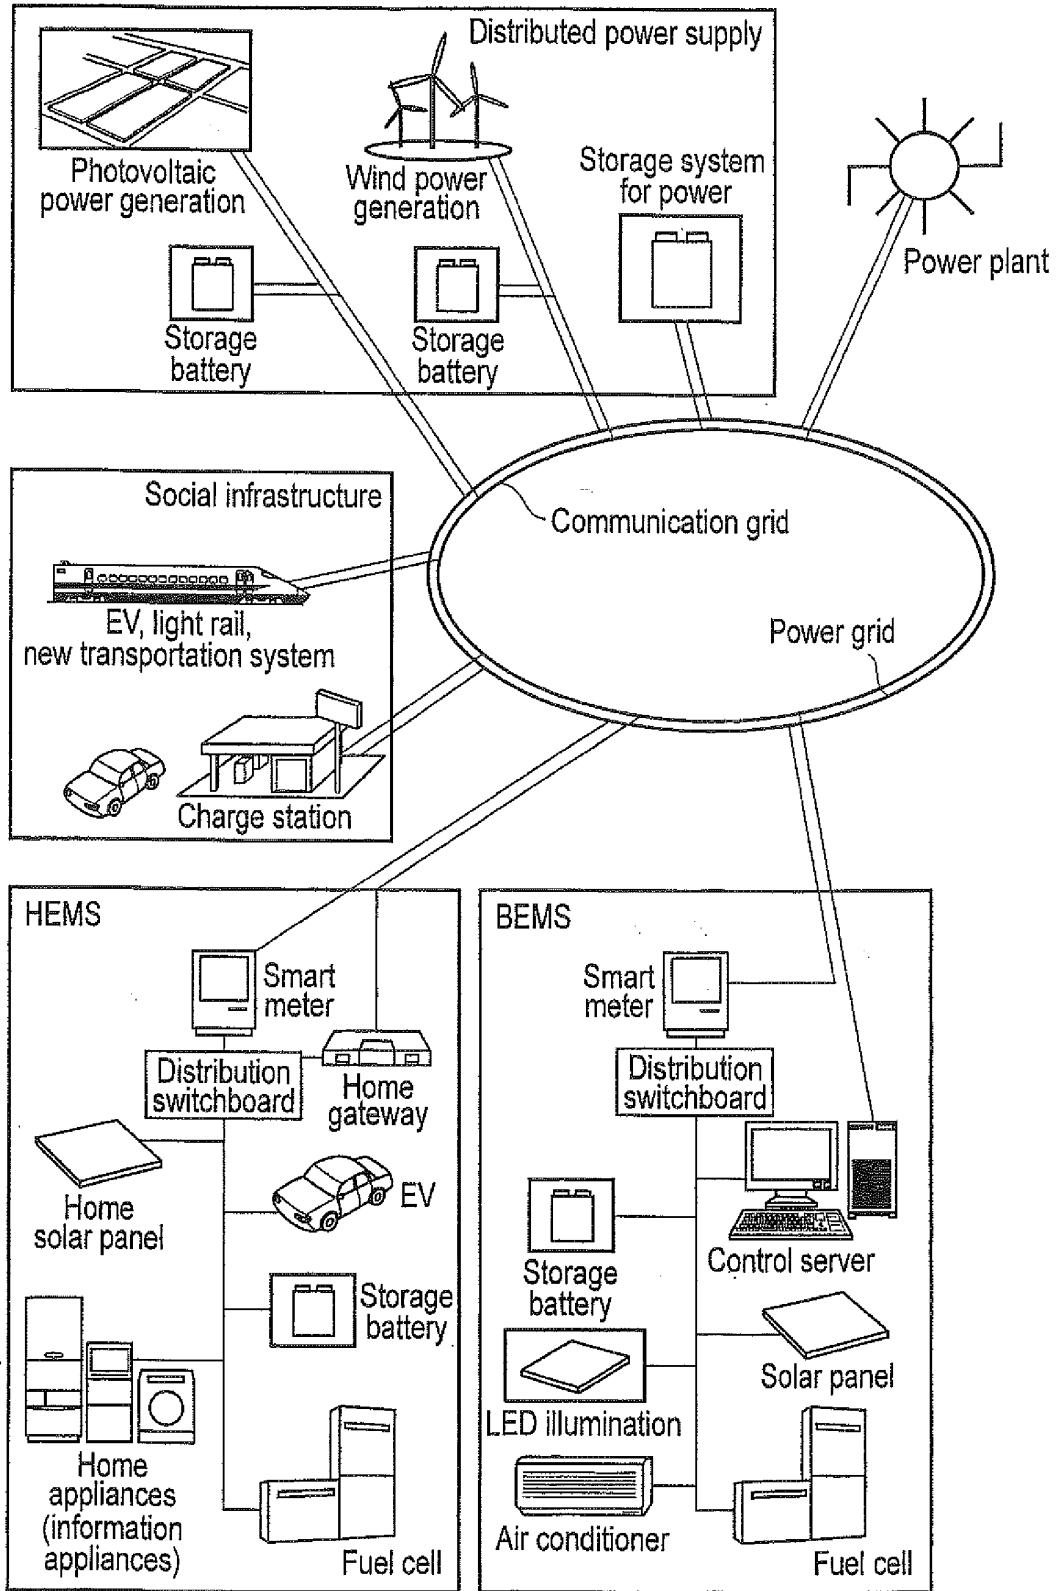 Distributed power supply
Photovoltaic
power generation
Wind power
generation
Storage system
for power
Power plant
Storage
battery
Storage
battery
Social infrastructure
Communication grid
EV, light rail,
new transportation system
Power grid
Charge station
HEMS
Smart
meter
Distribution
switchboard
Home
gateway
Home
solar panel
EV
Storage
battery
Home
appliances
(information
appliances)
Fuel cell
BEMS
Smart
meter
Distribution
switchboard
Control server
Storage
battery
Solar panel
LED illumination
Air conditioner
Fuel cell